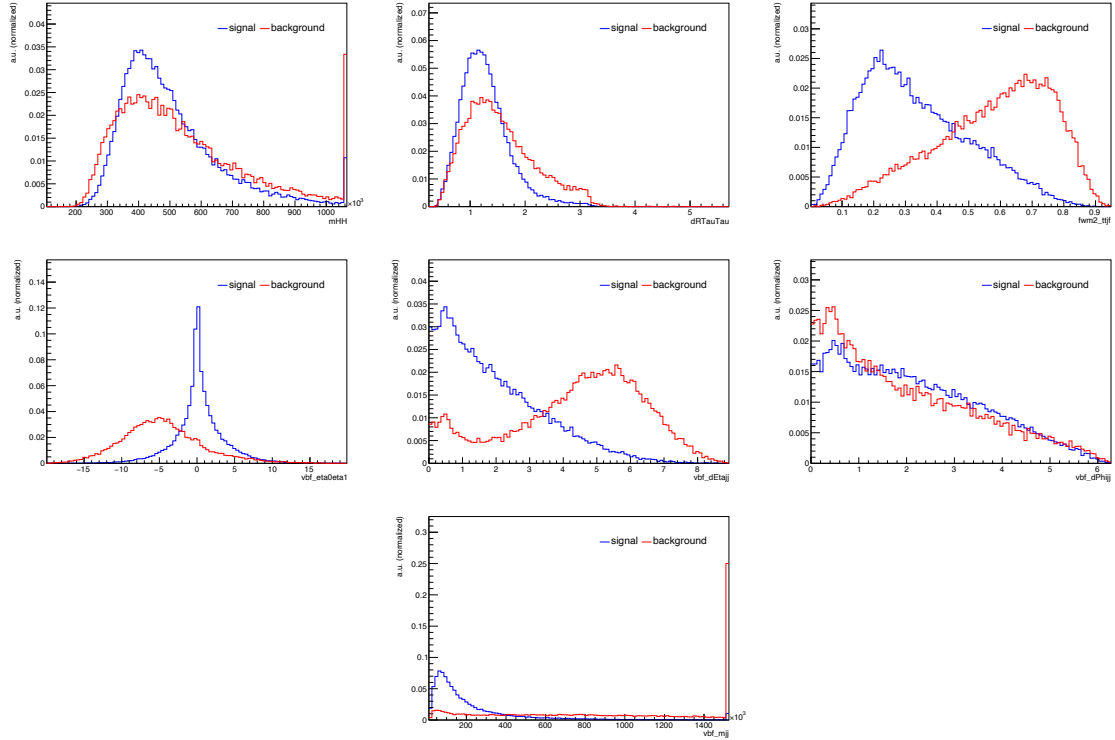 a.u. (normalized)
0.04
0.035
0.03
0.025
0.02
0.015
0.01
0.005
0
signal background
200 400 600 800 1000
×10³
mHH
a.u. (normalized)
0.07
0.06
0.05
0.04
0.03
0.02
0.01
0
signal background
1 2 3 4 5
dRTauTau
a.u. (normalized)
0.03
0.025
0.02
0.015
0.01
0.005
0
signal background
0.1 0.2 0.3 0.4 0.5 0.6 0.7 0.8 0.9
fwm2_ttjf
a.u. (normalized)
0.14
0.12
0.1
0.08
0.06
0.04
0.02
0
signal background
−15 −10 −5 0 5 10 15
vbf_eta0eta1
a.u. (normalized)
0.04
0.035
0.03
0.025
0.02
0.015
0.01
0.005
0
signal background
0 1 2 3 4 5 6 7 8
vbf_dEtajj
a.u. (normalized)
0.03
0.025
0.02
0.015
0.01
0.005
0
signal background
0 1 2 3 4 5 6
vbf_dPhijj
a.u. (normalized)
0.3
0.25
0.2
0.15
0.1
0.05
0
signal background
200 400 600 800 1000 1200 1400
×10³
vbf_mjj